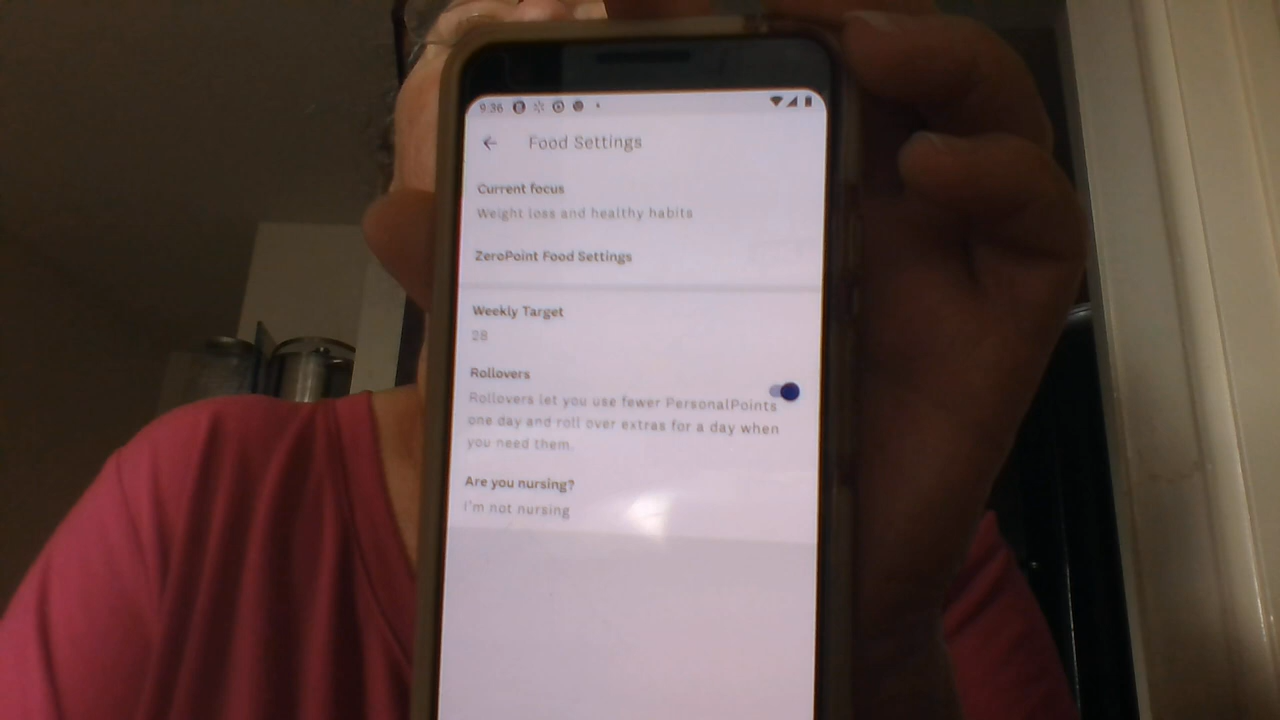 9:36
Food Settings
Current focus
Weight loss and healthy habits
ZeroPoint Food Settings
Weekly Target
28
Rollovers
Rollovers let you use fewer PersonalPoints
one day and roll over extras for a day when
you need them.
Are you nursing?
I'm not nursing